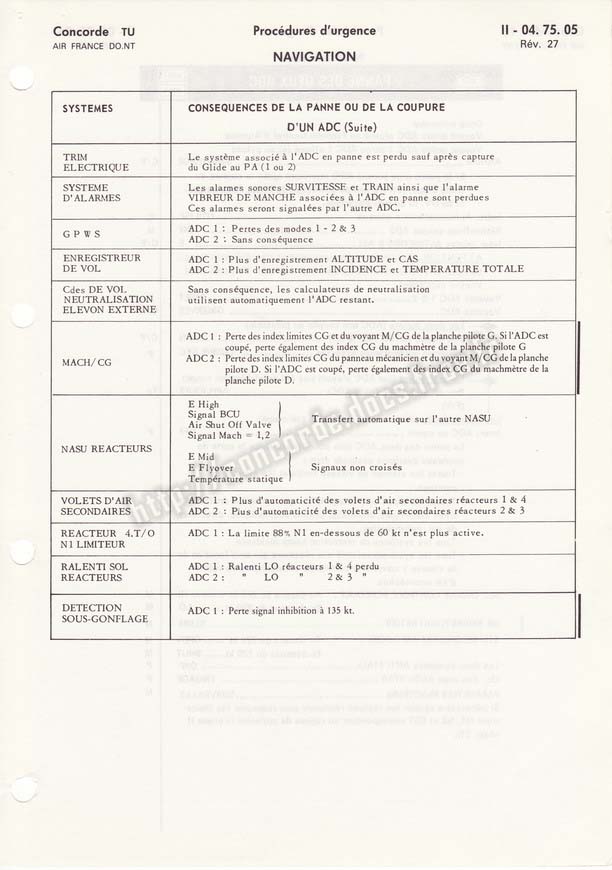 Concorde TU
Procédures d'urgence
II - 04. 75. 05
AIR FRANCE DO.NT
Rév. 27
NAVIGATION
SYSTEMES
CONSEQUENCES DE LA PANNE OU DE LA COUPURE
D'UN ADC (Suite)
TRIM
ELECTRIQUE
Le système associé à l'ADC en panne est perdu sauf après capture
du Glide au PA (1 ou 2)
SYSTEME
D'ALARMES
Les alarmes sonores SURVITESSE et TRAIN ainsi que l'alarme
VIBREUR DE MANCHE associées à l'ADC en panne sont perdues
Ces alarmes seront signalées par l'autre ADC.
G P W S
ADC 1 : Pertes des modes 1 - 2 & 3
ADC 2 : Sans conséquence
ENREGISTREUR
DE VOL
ADC 1 : Plus d'enregistrement ALTITUDE et CAS
ADC 2 : Plus d'enregistrement INCIDENCE et TEMPERATURE TOTALE
Cdes DE VOL
NEUTRALISATION
ELEVON EXTERNE
Sans conséquence, les calculateurs de neutralisation
utilisent automatiquement l'ADC restant.
MACH/CG
ADC 1 : Perte des index limites CG et du voyant M/CG de la planche pilote G. Si l'ADC est
coupé, perte également des index CG du machmètre de la planche pilote G
ADC 2 : Perte des index limites CG du panneau mécanicien et du voyant M/CG de la planche
pilote D. Si l'ADC est coupé, perte également des index CG du machmètre de la
planche pilote D.
NASU REACTEURS
E High
Signal BCU
Air Shut Off Valve
Signal Mach = 1,2
Transfert automatique sur l'autre NASU
E Mid
E Flyover
Température statique
Signaux non croisés
VOLETS D'AIR
SECONDAIRES
ADC 1 : Plus d'automaticité des volets d'air secondaires réacteurs 1 & 4
ADC 2 : Plus d'automaticité des volets d'air secondaires réacteurs 2 & 3
REACTEUR 4.T/O
N1 LIMITEUR
ADC 1 : La limite 88% N1 en-dessous de 60 kt n'est plus active.
RALENTI SOL
REACTEURS
ADC 1 : Ralenti LO réacteurs 1 & 4 perdu
ADC 2 : " LO " 2 & 3 "
DETECTION
SOUS-GONFLAGE
ADC 1 : Perte signal inhibition à 135 kt.